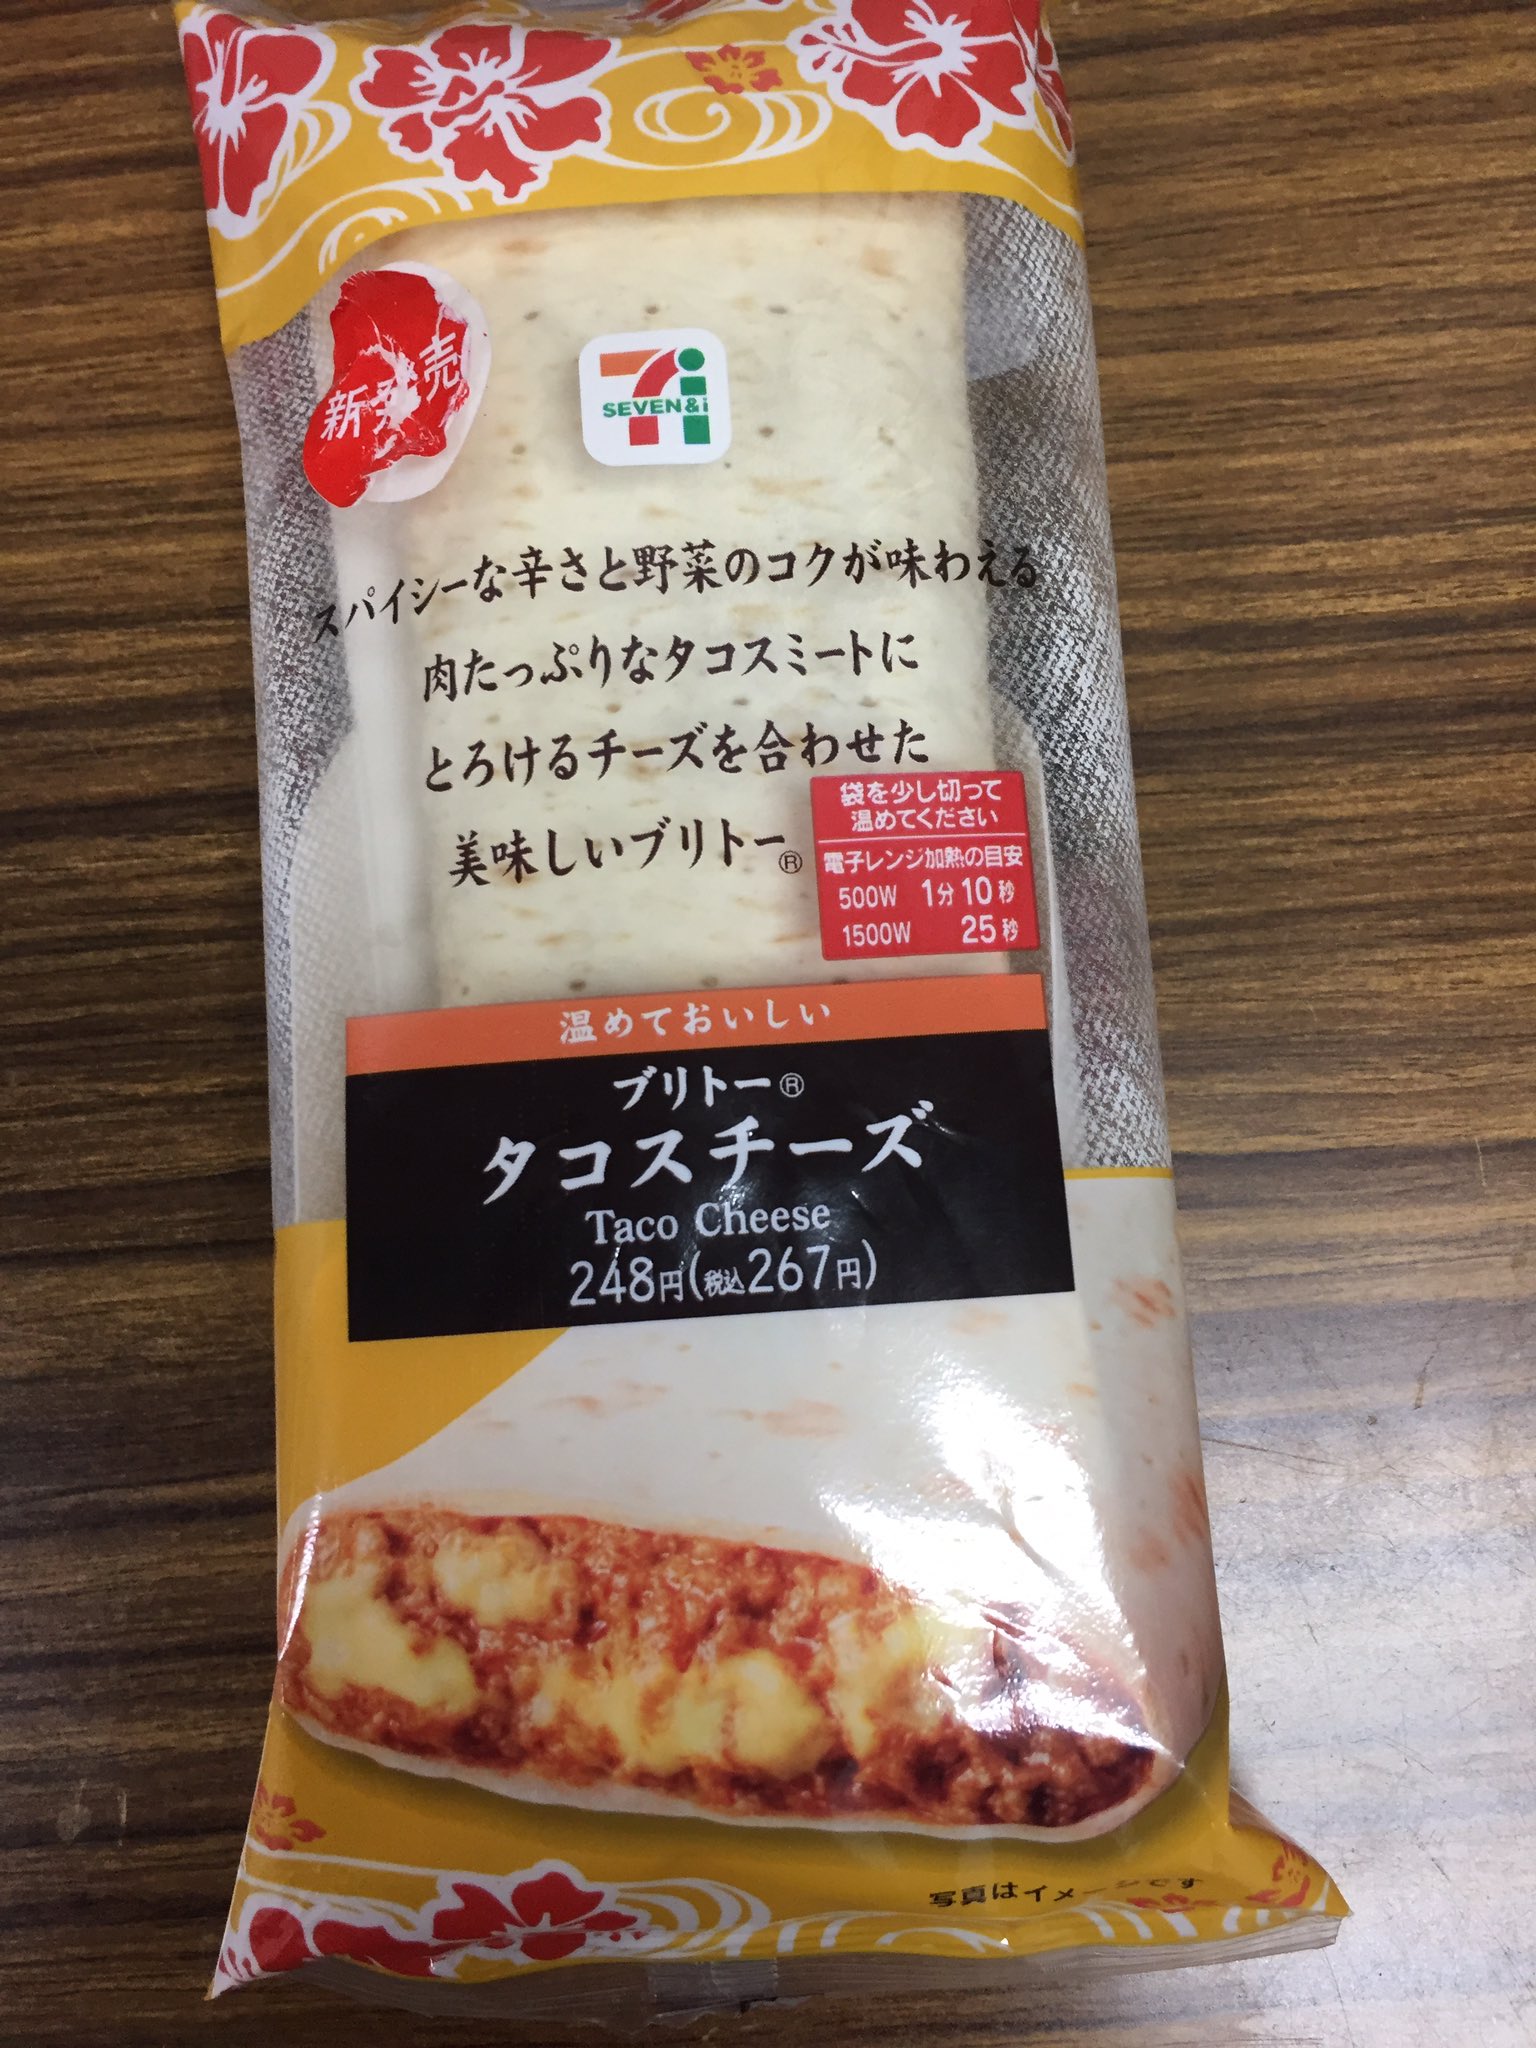 新発売
SEVEN&i
スパイシーな辛さと野菜のコクが味わえる
肉たっぷりなタコスミートに
とろけるチーズを合わせた
美味しいブリトー®
袋を少し切って
温めてください
電子レンジ加熱の目安
500W 1分10秒
1500W 25秒
温めておいしい
ブリトー®
タコスチーズ
Taco Cheese
248円(税込267円)
写真はイメージです